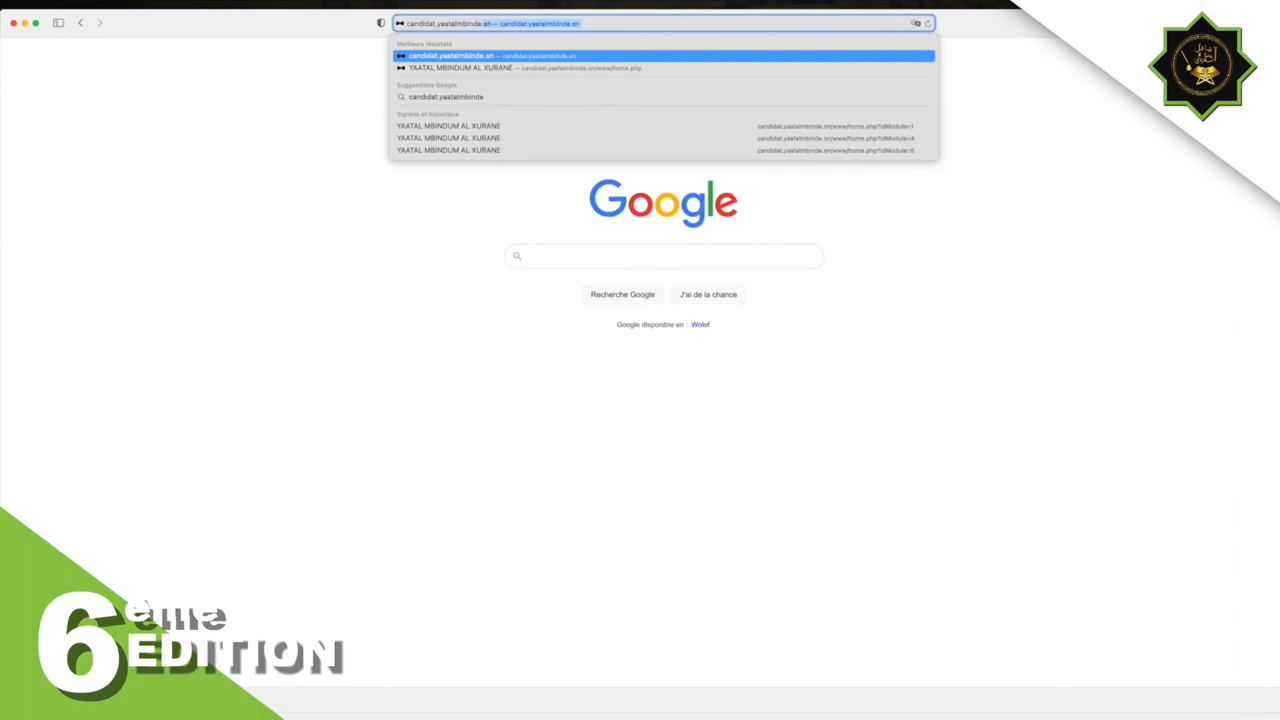 candidat.yaatalmbinde.sn — candidat.yaatalmbinde.sn
Meilleurs résultats
candidat.yaatalmbinde.sn — candidat.yaatalmbinde.sn
YAATAL MBINDUM AL XURANE — candidat.yaatalmbinde.sn/www/home.php
Suggestions Google
candidat.yaatalmbinde
Signets et historique
YAATAL MBINDUM AL XURANE candidat.yaatalmbinde.sn/www/home.php?idModule=1
YAATAL MBINDUM AL XURANE candidat.yaatalmbinde.sn/www/home.php?idModule=4
YAATAL MBINDUM AL XURANE candidat.yaatalmbinde.sn/www/home.php?idModule=6
Google
Recherche Google J'ai de la chance
Google disponible en : Wolof
6ème
EDITION